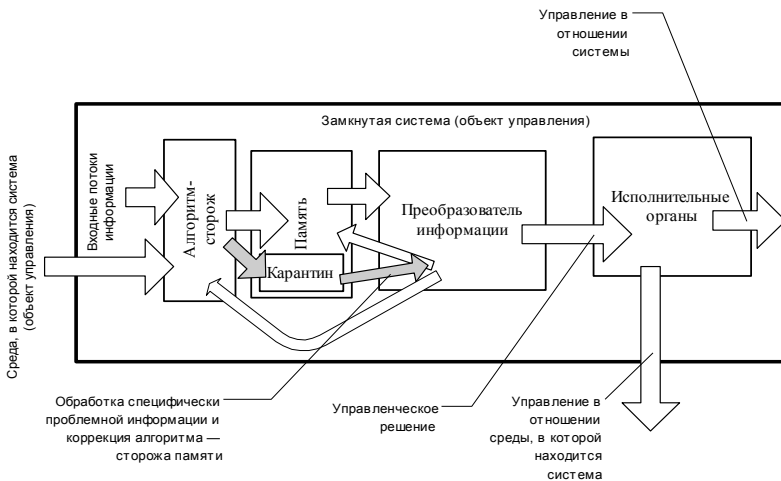 Управление в
отношении
системы
Замкнутая система (объект управления)
Среда, в которой находится система
(объект управления)
Входные потоки
информации
Алгоритм-
сторож
Память
Карантин
Преобразователь
информации
Исполнительные
органы
Обработка специфически
проблемной информации и
коррекция алгоритма —
сторожа памяти
Управленческое
решение
Управление в
отношении
среды, в которой
находится
система